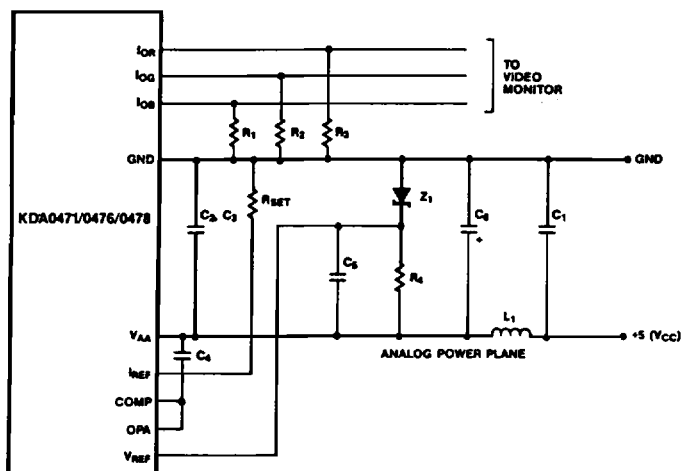 IOR
IOG
IOB
TO
VIDEO
MONITOR
R1
R2
R3
GND
GND
KDA0471/0476/0478
C2, C3
RSET
Z1
C6
+
C1
C5
R4
VAA
L1
+5 (VCC)
C4
ANALOG POWER PLANE
IREF
COMP
OPA
VREF